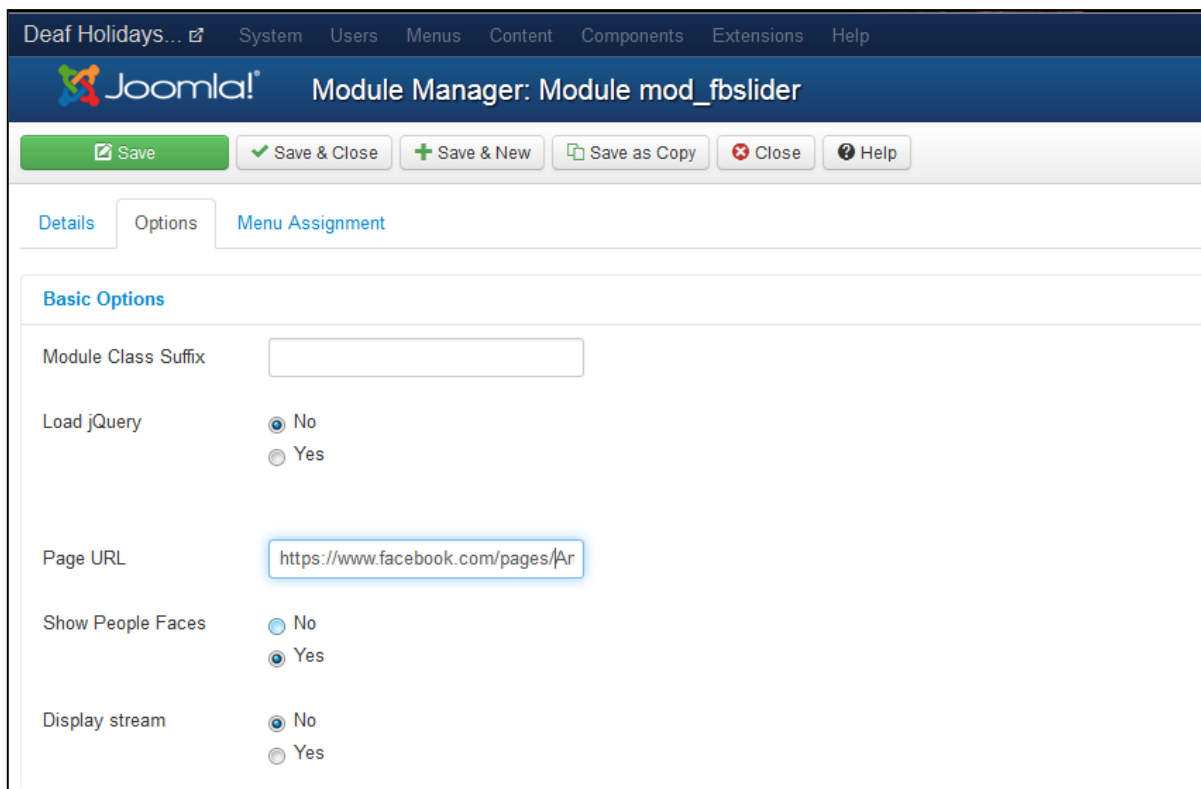 Deaf Holidays... System Users Menus Content Components Extensions Help
Joomla!® Module Manager: Module mod_fbslider
Save Save & Close Save & New Save as Copy Close Help
Details Options Menu Assignment
Basic Options
Module Class Suffix
Load jQuery No
Yes
Page URL https://www.facebook.com/pages/Ar
Show People Faces No
Yes
Display stream No
Yes